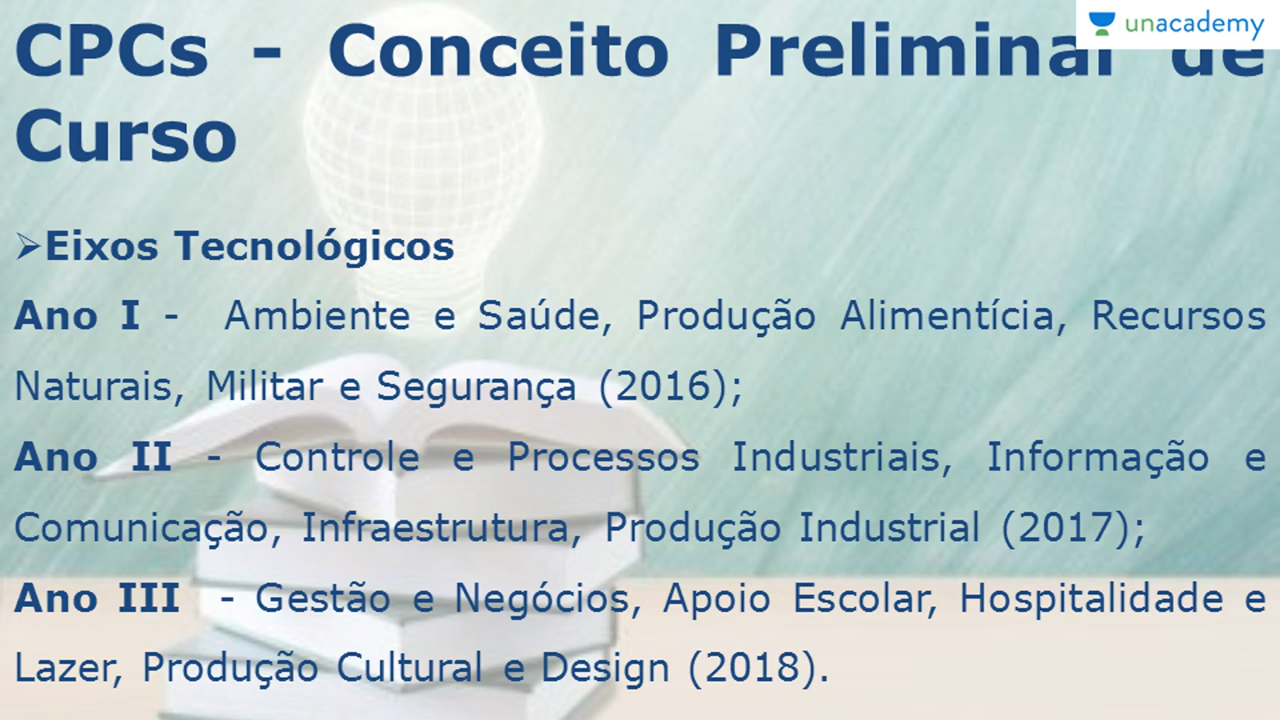 unacademy
CPCs - Conceito Preliminar de
Curso
➢Eixos Tecnológicos
Ano I - Ambiente e Saúde, Produção Alimentícia, Recursos
Naturais, Militar e Segurança (2016);
Ano II - Controle e Processos Industriais, Informação e
Comunicação, Infraestrutura, Produção Industrial (2017);
Ano III - Gestão e Negócios, Apoio Escolar, Hospitalidade e
Lazer, Produção Cultural e Design (2018).